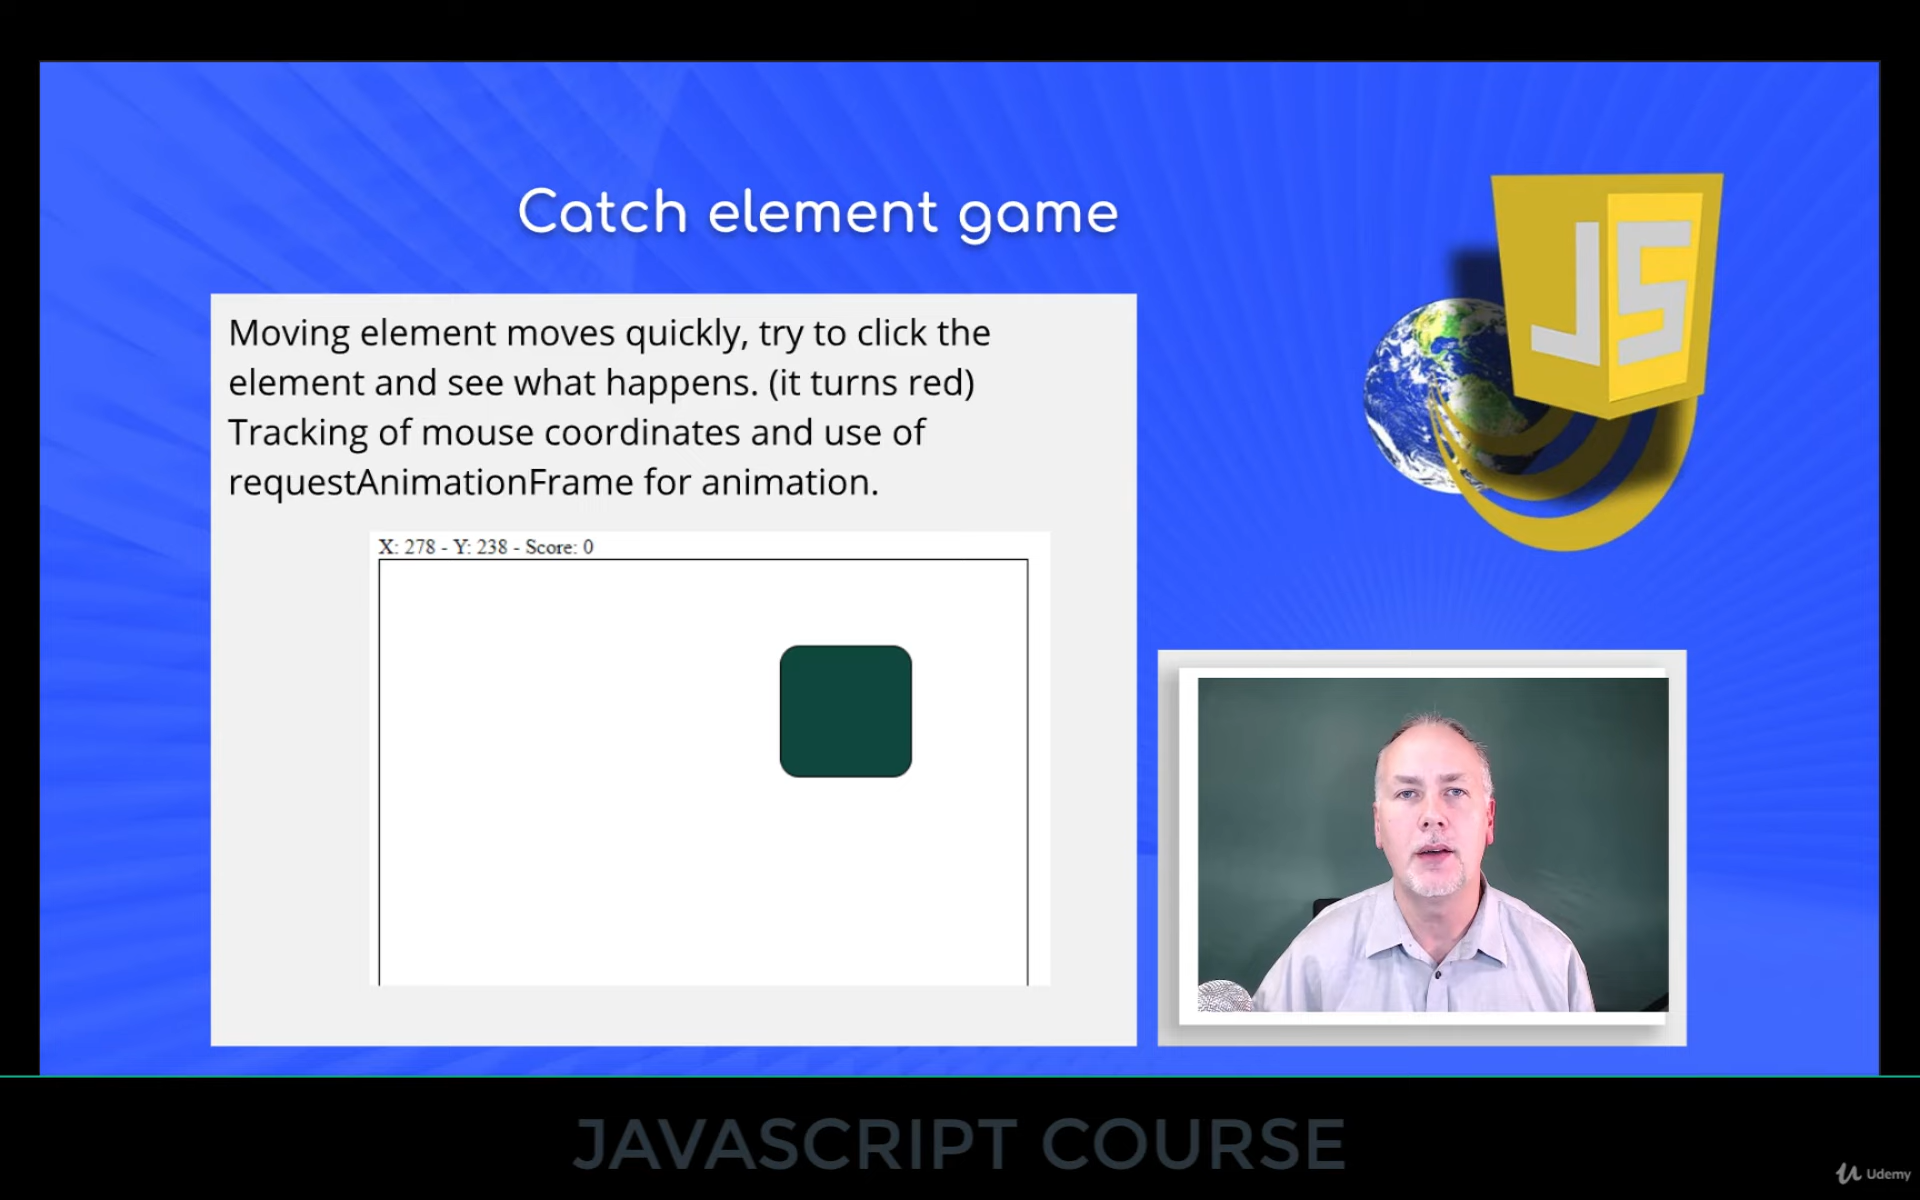 Catch element game
JS
Moving element moves quickly, try to click the
element and see what happens. (it turns red)
Tracking of mouse coordinates and use of
requestAnimationFrame for animation.
X: 278 - Y: 238 - Score: 0
JAVASCRIPT COURSE
Udemy